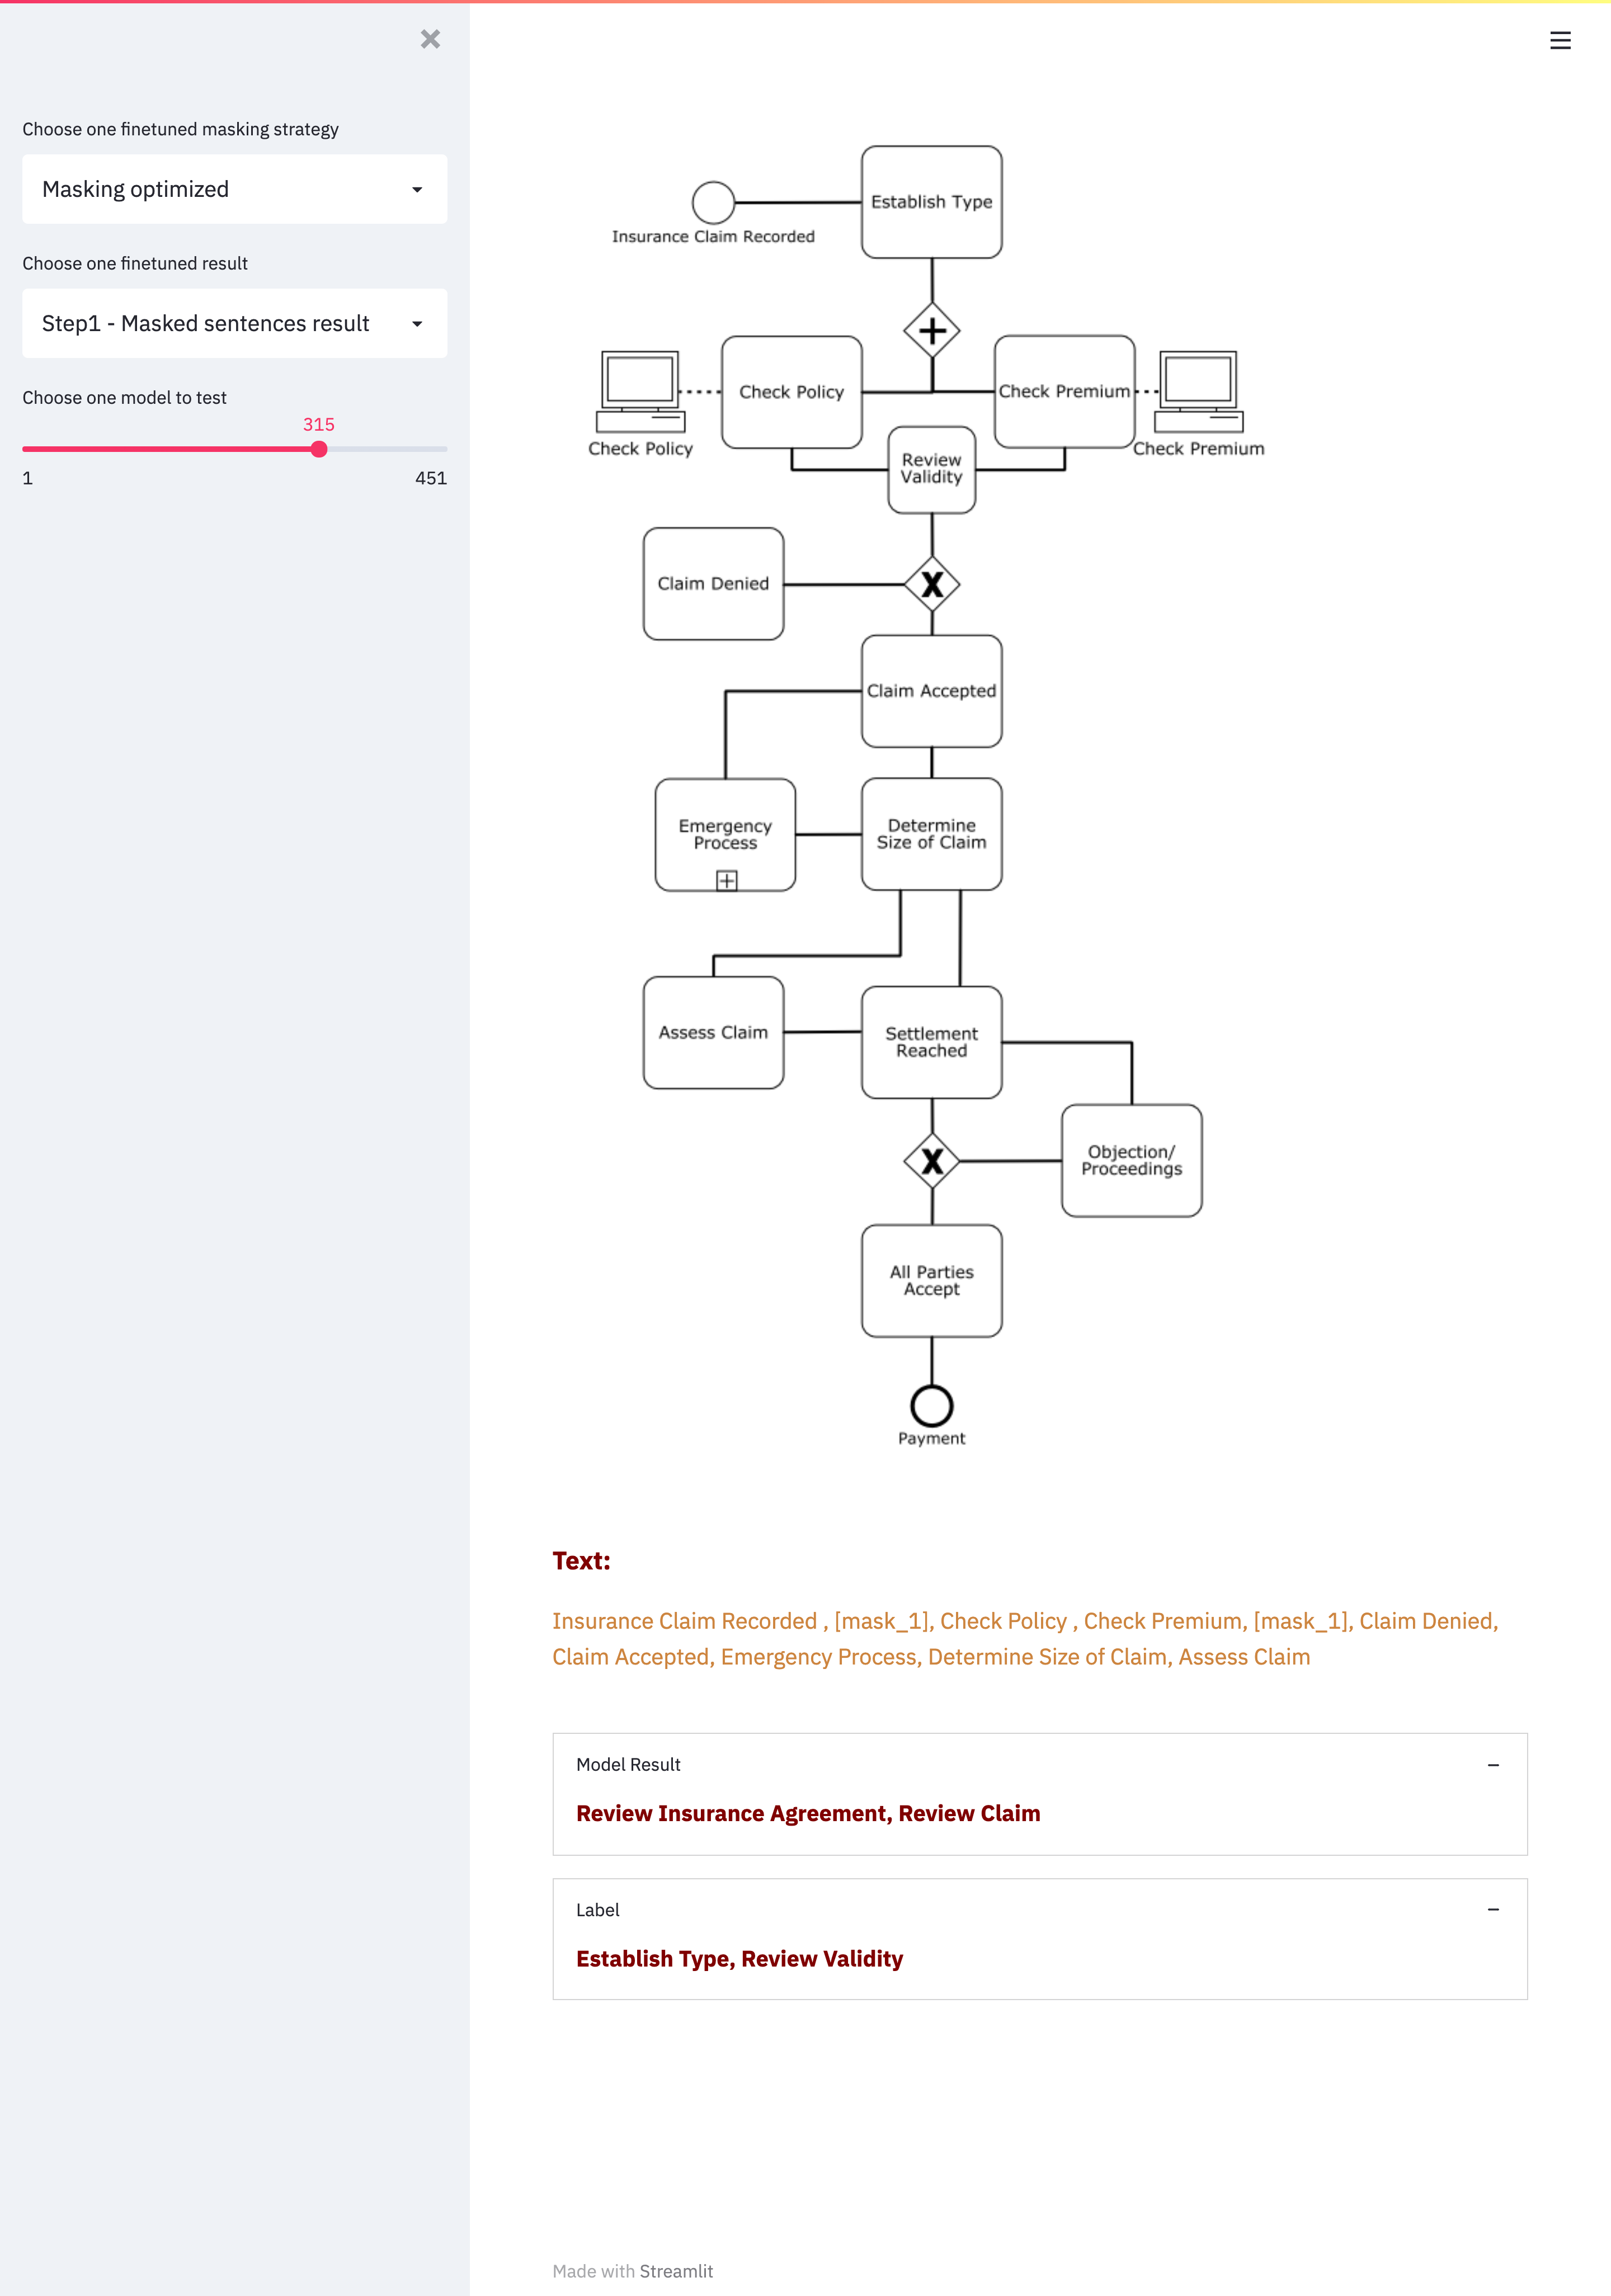 Choose one finetuned masking strategy
Masking optimized
Choose one finetuned result
Step1 - Masked sentences result
Choose one model to test
315
1
451
Establish Type
Insurance Claim Recorded
Check Policy
Check Premium
Check Policy
Check Premium
Review
Validity
Claim Denied
X
Claim Accepted
Emergency
Process
Determine
Size of Claim
Assess Claim
Settlement
Reached
X
Objection/
Proceedings
All Parties
Accept
Payment
Text:
Insurance Claim Recorded , [mask_1], Check Policy , Check Premium, [mask_1], Claim Denied,
Claim Accepted, Emergency Process, Determine Size of Claim, Assess Claim
Model Result
Review Insurance Agreement, Review Claim
Label
Establish Type, Review Validity
Made with Streamlit